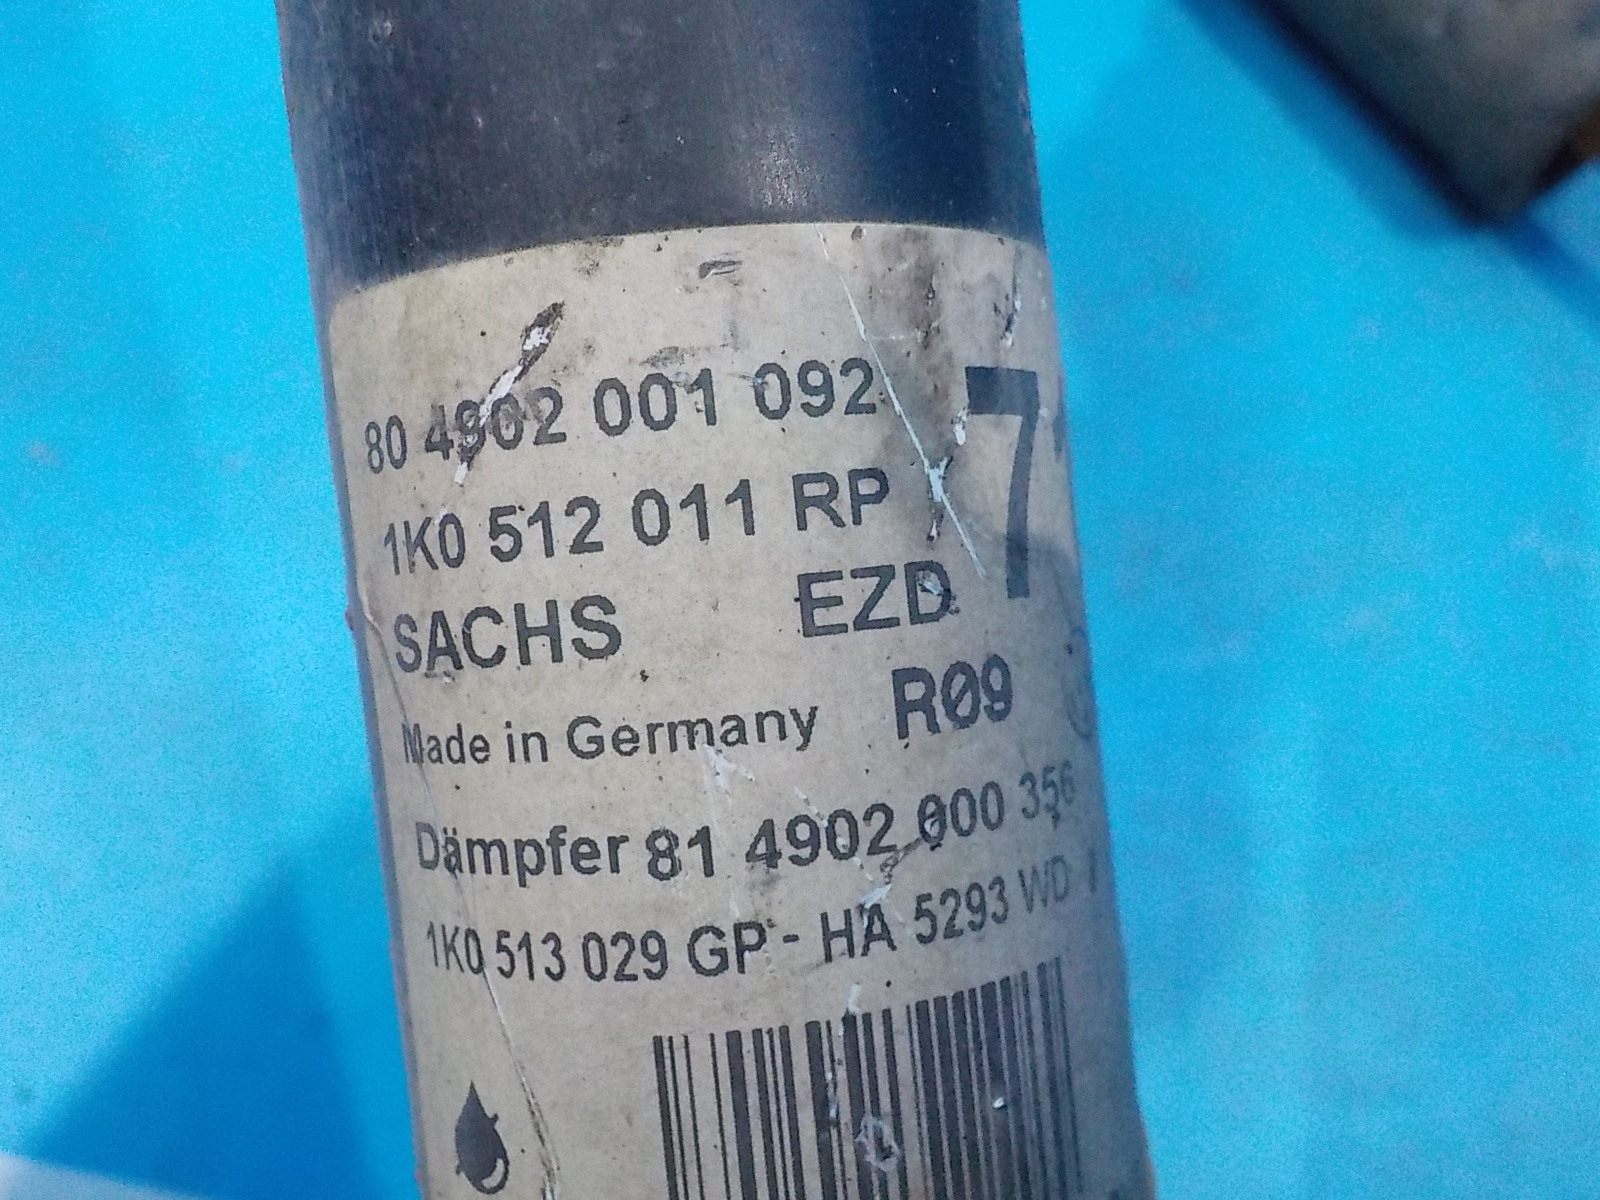 80 4902 001 092
7
1K0 512 011 RP
SACHS EZD
Made in Germany R09
Dämpfer 81 4902 000 356
1K0 513 029 GP - HA 5293 WD